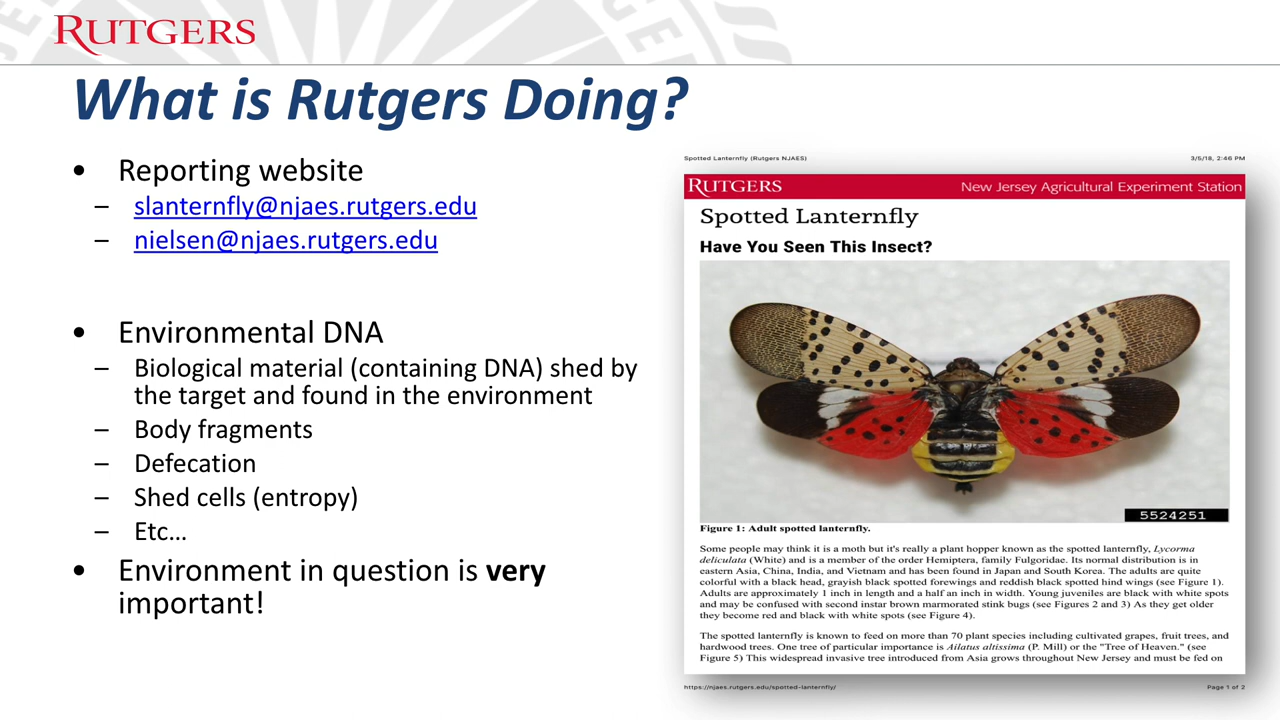 RUTGERS
What is Rutgers Doing?
• Reporting website
– slanternfly@njaes.rutgers.edu
– nielsen@njaes.rutgers.edu
• Environmental DNA
– Biological material (containing DNA) shed by
the target and found in the environment
– Body fragments
– Defecation
– Shed cells (entropy)
– Etc…
• Environment in question is very
important!
Spotted Lanternfly (Rutgers NJAES) 3/5/18, 2:46 PM
RUTGERS New Jersey Agricultural Experiment Station
Spotted Lanternfly
Have You Seen This Insect?
5524251
Figure 1: Adult spotted lanternfly.
Some people may think it is a moth but it's really a plant hopper known as the spotted lanternfly, Lycorma
deliculata (White) and is a member of the order Hemiptera, family Fulgoridae. Its normal distribution is in
eastern Asia, China, India, and Vietnam and has been found in Japan and South Korea. The adults are quite
colorful with a black head, grayish black spotted forewings and reddish black spotted hind wings (see Figure 1).
Adults are approximately 1 inch in length and a half an inch in width. Young juveniles are black with white spots
and may be confused with second instar brown marmorated stink bugs (see Figures 2 and 3) As they get older
they become red and black with white spots (see Figure 4).
The spotted lanternfly is known to feed on more than 70 plant species including cultivated grapes, fruit trees, and
hardwood trees. One tree of particular importance is Ailatus altissima (P. Mill) or the "Tree of Heaven." (see
Figure 5) This widespread invasive tree introduced from Asia grows throughout New Jersey and must be fed on
https://njaes.rutgers.edu/spotted-lanternfly/ Page 1 of 2